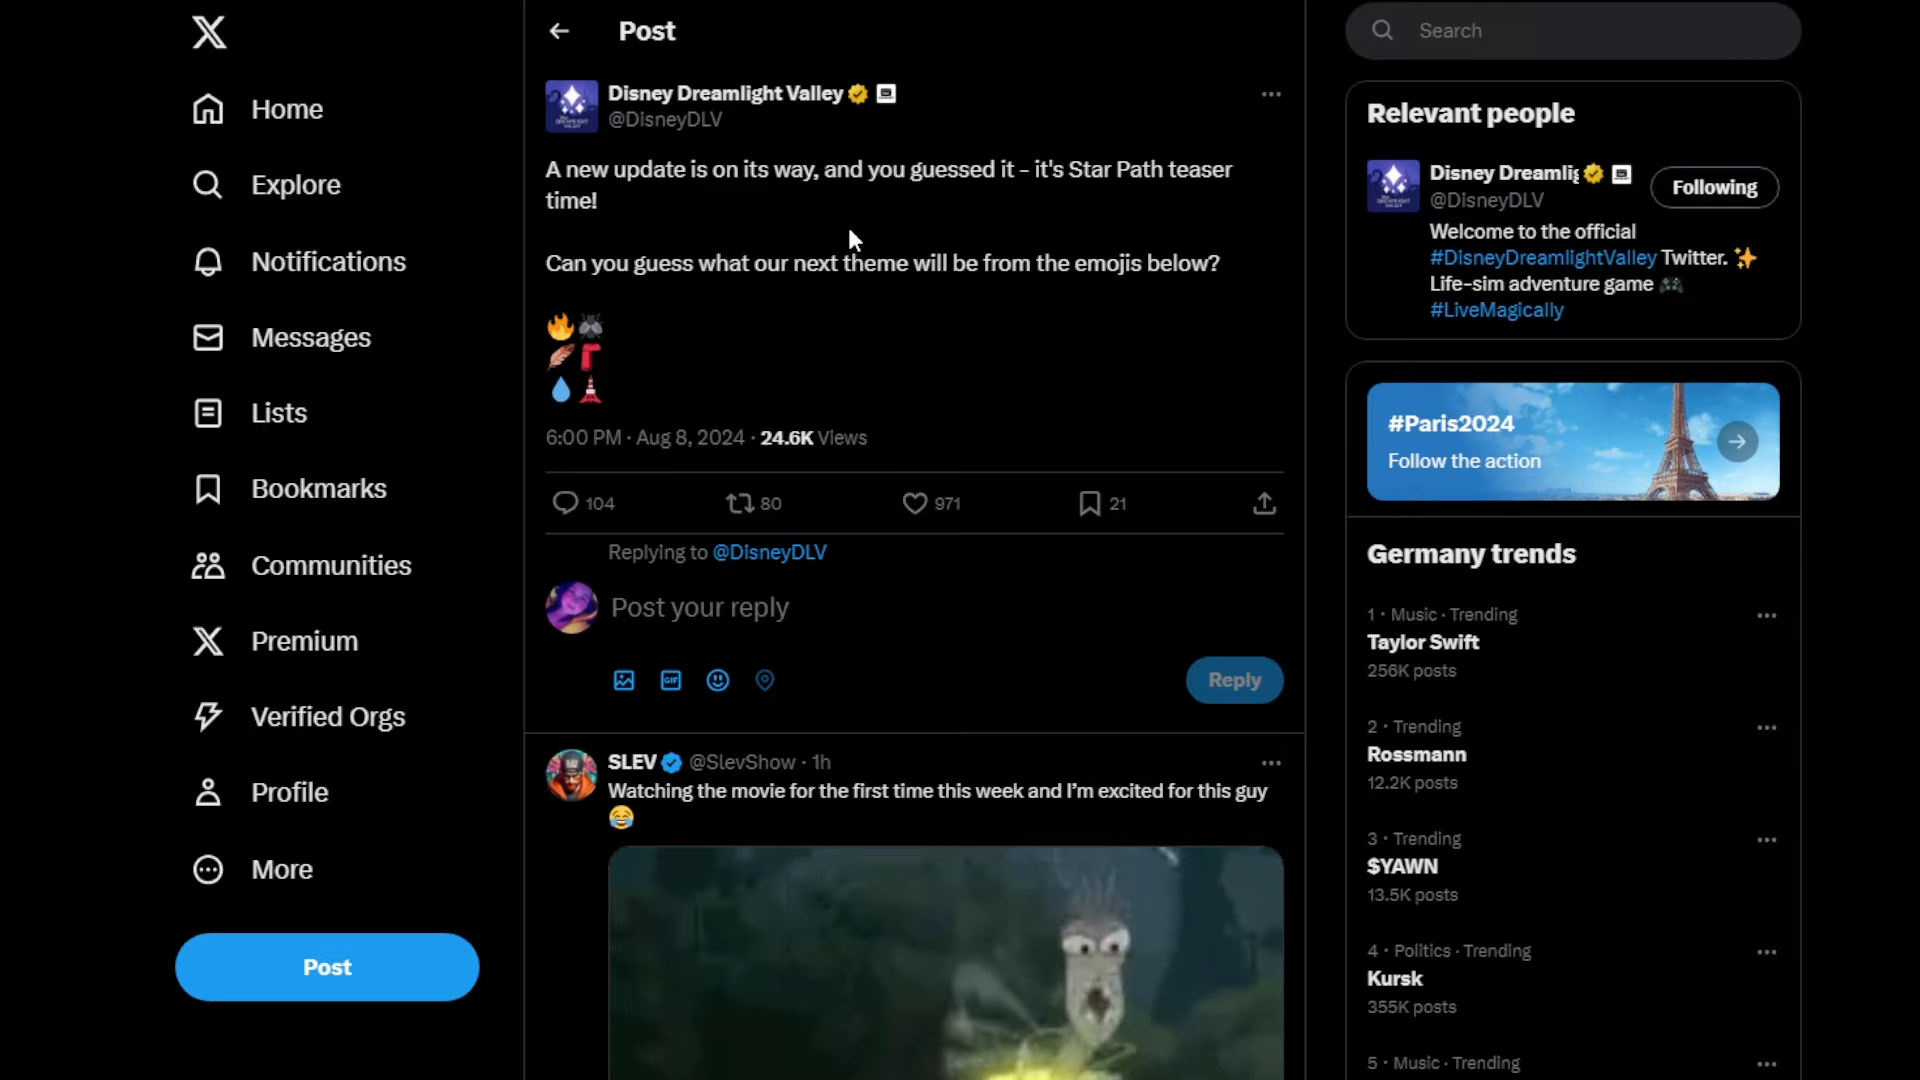 Post
Search
Home
Explore
Notifications
Messages
Lists
Bookmarks
Communities
Premium
Verified Orgs
Profile
More
Post
Disney Dreamlight Valley
@DisneyDLV
A new update is on its way, and you guessed it – it's Star Path teaser
time!
Can you guess what our next theme will be from the emojis below?
🔥🪰
🪶🧣
💧🗼
6:00 PM · Aug 8, 2024 · 24.6K Views
104 80 971 21
Replying to @DisneyDLV
Post your reply
GIF
Reply
SLEV @SlevShow · 1h
Watching the movie for the first time this week and I'm excited for this guy
😂
Relevant people
Disney Dreamlig
@DisneyDLV
Following
Welcome to the official
#DisneyDreamlightValley Twitter. ✨
Life-sim adventure game 🎮
#LiveMagically
#Paris2024
Follow the action
Germany trends
1 · Music · Trending
Taylor Swift
256K posts
2 · Trending
Rossmann
12.2K posts
3 · Trending
$YAWN
13.5K posts
4 · Politics · Trending
Kursk
355K posts
5 · Music · Trending